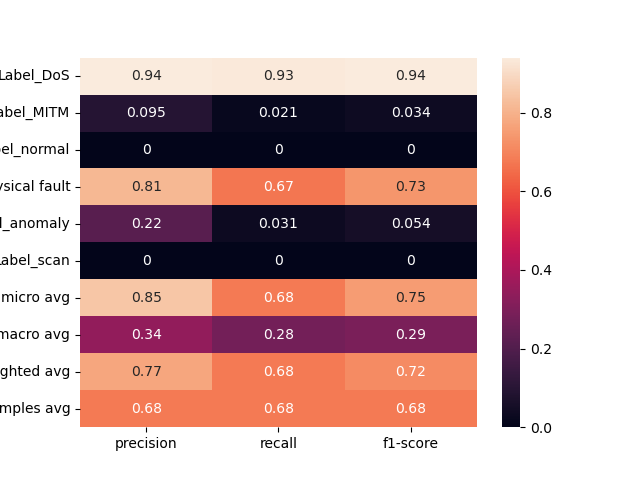 Label_DoS 0.94 0.93 0.94
abel_MITM 0.095 0.021 0.034
el_normal 0 0 0
ysical fault 0.81 0.67 0.73
l_anomaly 0.22 0.031 0.054
Label_scan 0 0 0
micro avg 0.85 0.68 0.75
macro avg 0.34 0.28 0.29
ghted avg 0.77 0.68 0.72
mples avg 0.68 0.68 0.68
precision recall f1-score
0.8
0.6
0.4
0.2
0.0